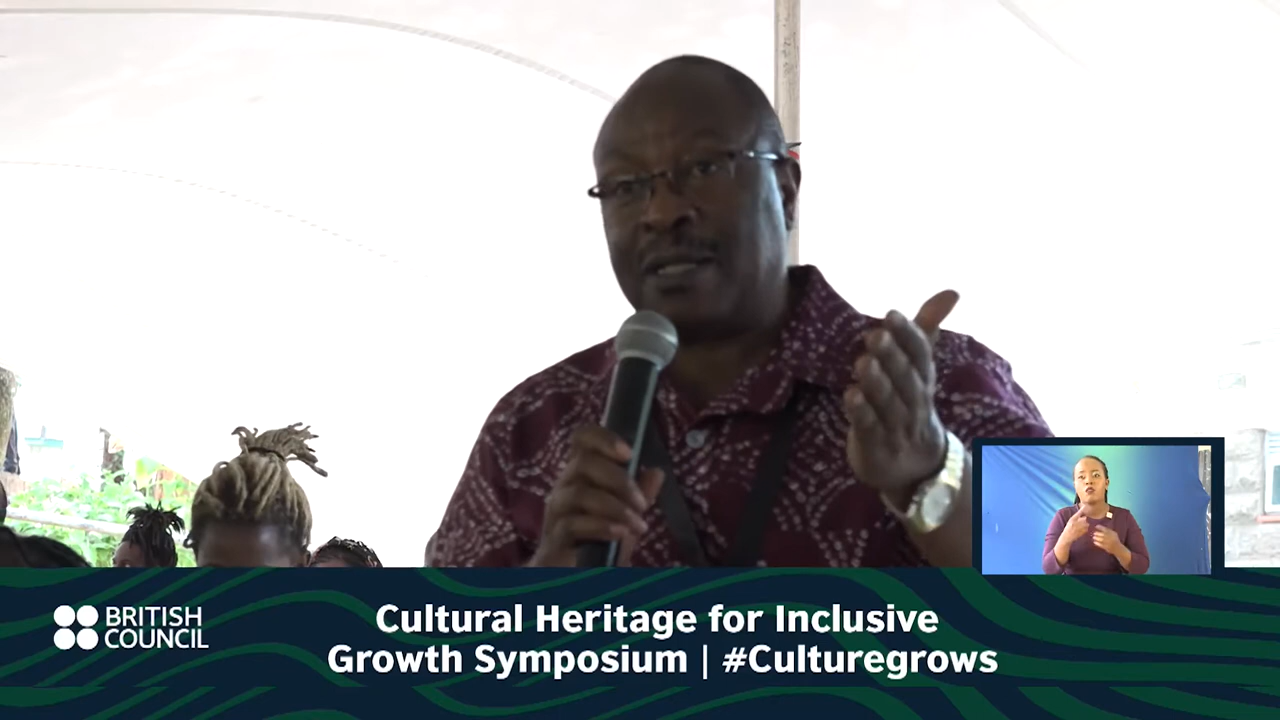 BRITISH
COUNCIL
Cultural Heritage for Inclusive
Growth Symposium | #Culturegrows